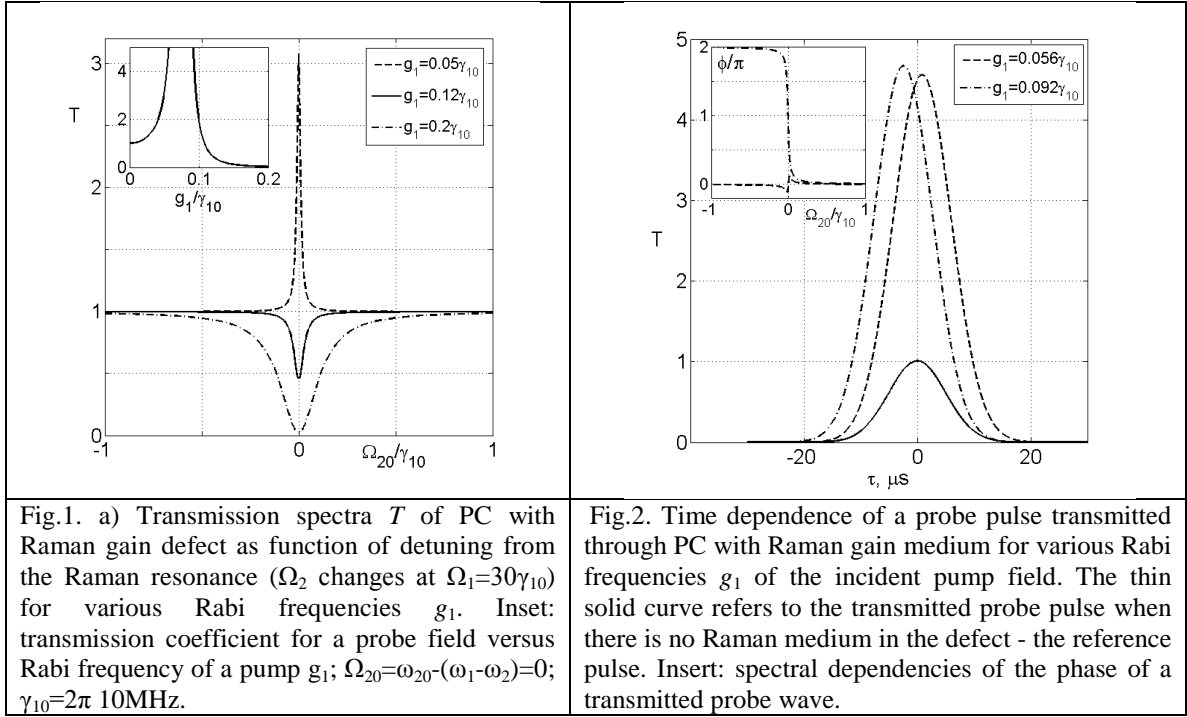 4
2
0
0
0.1
0.2
g1/γ10
g1=0.05γ10
g1=0.12γ10
g1=0.2γ10
3
T
2
1
0
-1
0
Ω20/γ10
1
2
ϕ/π
0
-1
0
Ω20/γ10
1
g1=0.056γ10
g1=0.092γ10
5
4
3
T
2
1
0
-20
0
20
τ, μs
Fig.1. a) Transmission spectra T of PC with
Raman gain defect as function of detuning from
the Raman resonance (Ω2 changes at Ω1=30γ10)
for various Rabi frequencies g1. Inset:
transmission coefficient for a probe field versus
Rabi frequency of a pump g1; Ω20=ω20-(ω1-ω2)=0;
γ10=2π 10MHz.
Fig.2. Time dependence of a probe pulse transmitted
through PC with Raman gain medium for various Rabi
frequencies g1 of the incident pump field. The thin
solid curve refers to the transmitted probe pulse when
there is no Raman medium in the defect - the reference
pulse. Insert: spectral dependencies of the phase of a
transmitted probe wave.